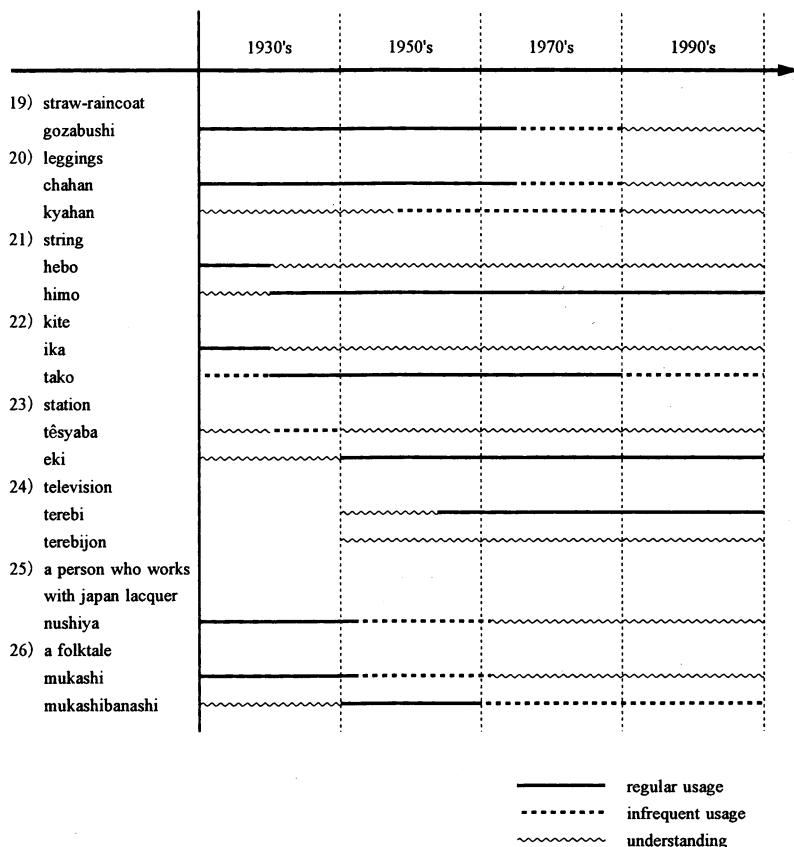 1930's 1950's 1970's 1990's
19) straw-raincoat
gozabushi
20) leggings
chahan
kyahan
21) string
hebo
himo
22) kite
ika
tako
23) station
têsyaba
eki
24) television
terebi
terebijon
25) a person who works
with japan lacquer
nushiya
26) a folktale
mukashi
mukashibanashi
regular usage
infrequent usage
understanding